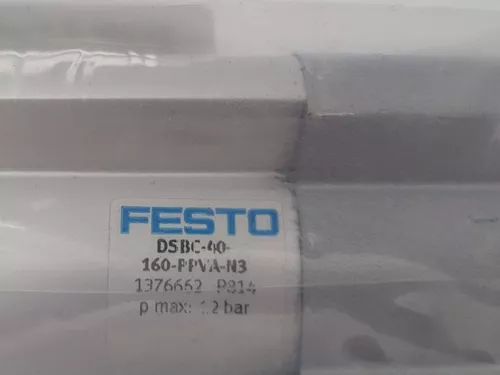 FESTO
DSBC-40-
160-PPVA-N3
1376662 P814
p max: 12 bar